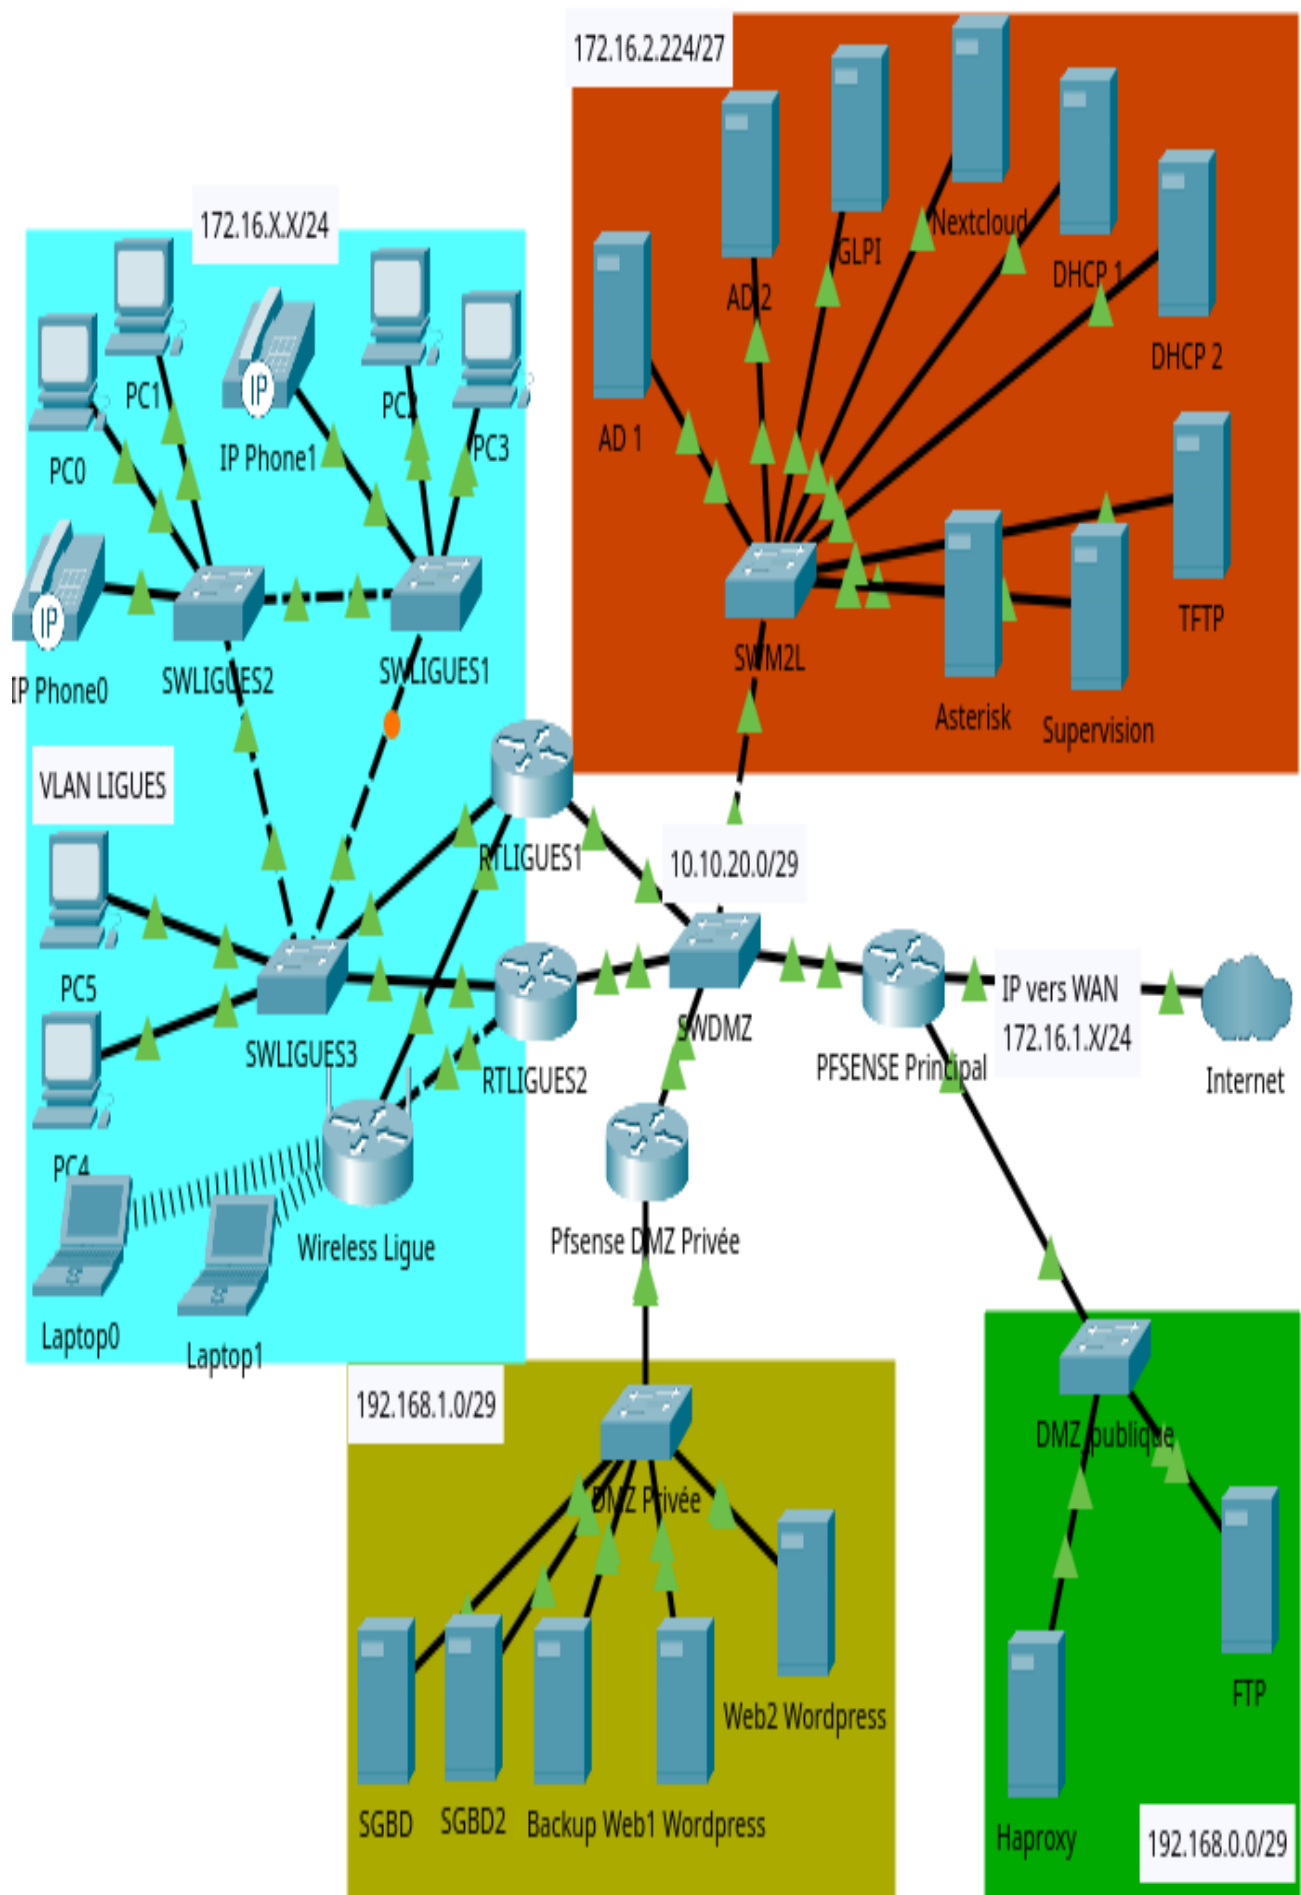 172.16.2.224/27
Nextcloud
GLPI
DHCP 1
AD 2
DHCP 2
AD 1
TFTP
SWM2L
Asterisk
Supervision
172.16.X.X/24
PC1
PC2
PC3
PC0
IP Phone1
IP
IP
IP Phone0
SWLIGUES2
SWLIGUES1
VLAN LIGUES
RTLIGUES1
10.10.20.0/29
PC5
SWLIGUES3
RTLIGUES2
SWDMZ
PFSENSE Principal
IP vers WAN
172.16.1.X/24
Internet
PC4
Wireless Ligue
Pfsense DMZ Privée
Laptop0
Laptop1
192.168.1.0/29
DMZ Privée
DMZ_publique
Web2 Wordpress
SGBD
SGBD2
Backup
Web1 Wordpress
FTP
Haproxy
192.168.0.0/29